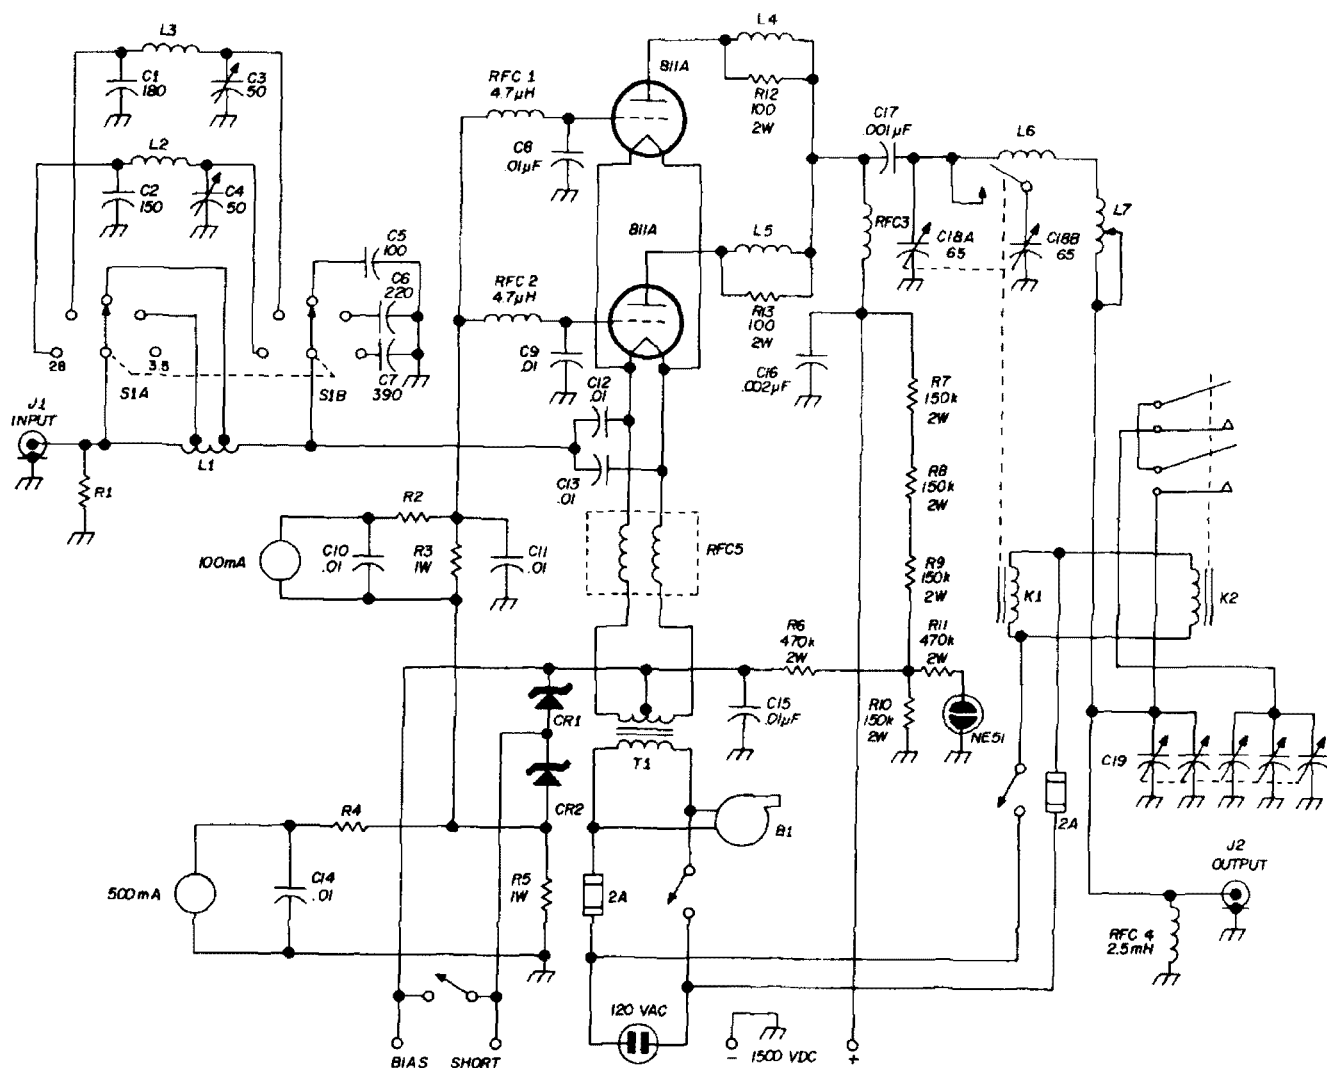 L3
C1
180
C3
50
L2
C2
150
C4
50
C5
100
C6
220
C7
390
28
3.5
S1A
S1B
J1
INPUT
R1
L1
RFC 1
4.7µH
C8
.01µF
811A
L4
R12
100
2W
811A
RFC 2
4.7µH
C9
.01
L5
R13
100
2W
C17
.001µF
RFC3
C18A
65
L6
C18B
65
L7
C16
.002µF
R7
150k
2W
R8
150k
2W
R9
150k
2W
C12
.01
C13
.01
R2
100mA
C10
.01
R3
1W
C11
.01
RFC5
K1
K2
R6
470k
2W
R11
470k
2W
R10
150k
2W
NE51
CR1
C15
.01µF
T1
CR2
B1
R4
500mA
C14
.01
R5
1W
2A
2A
C19
J2
OUTPUT
RFC 4
2.5mH
BIAS
SHORT
120 VAC
- 1500 VDC +